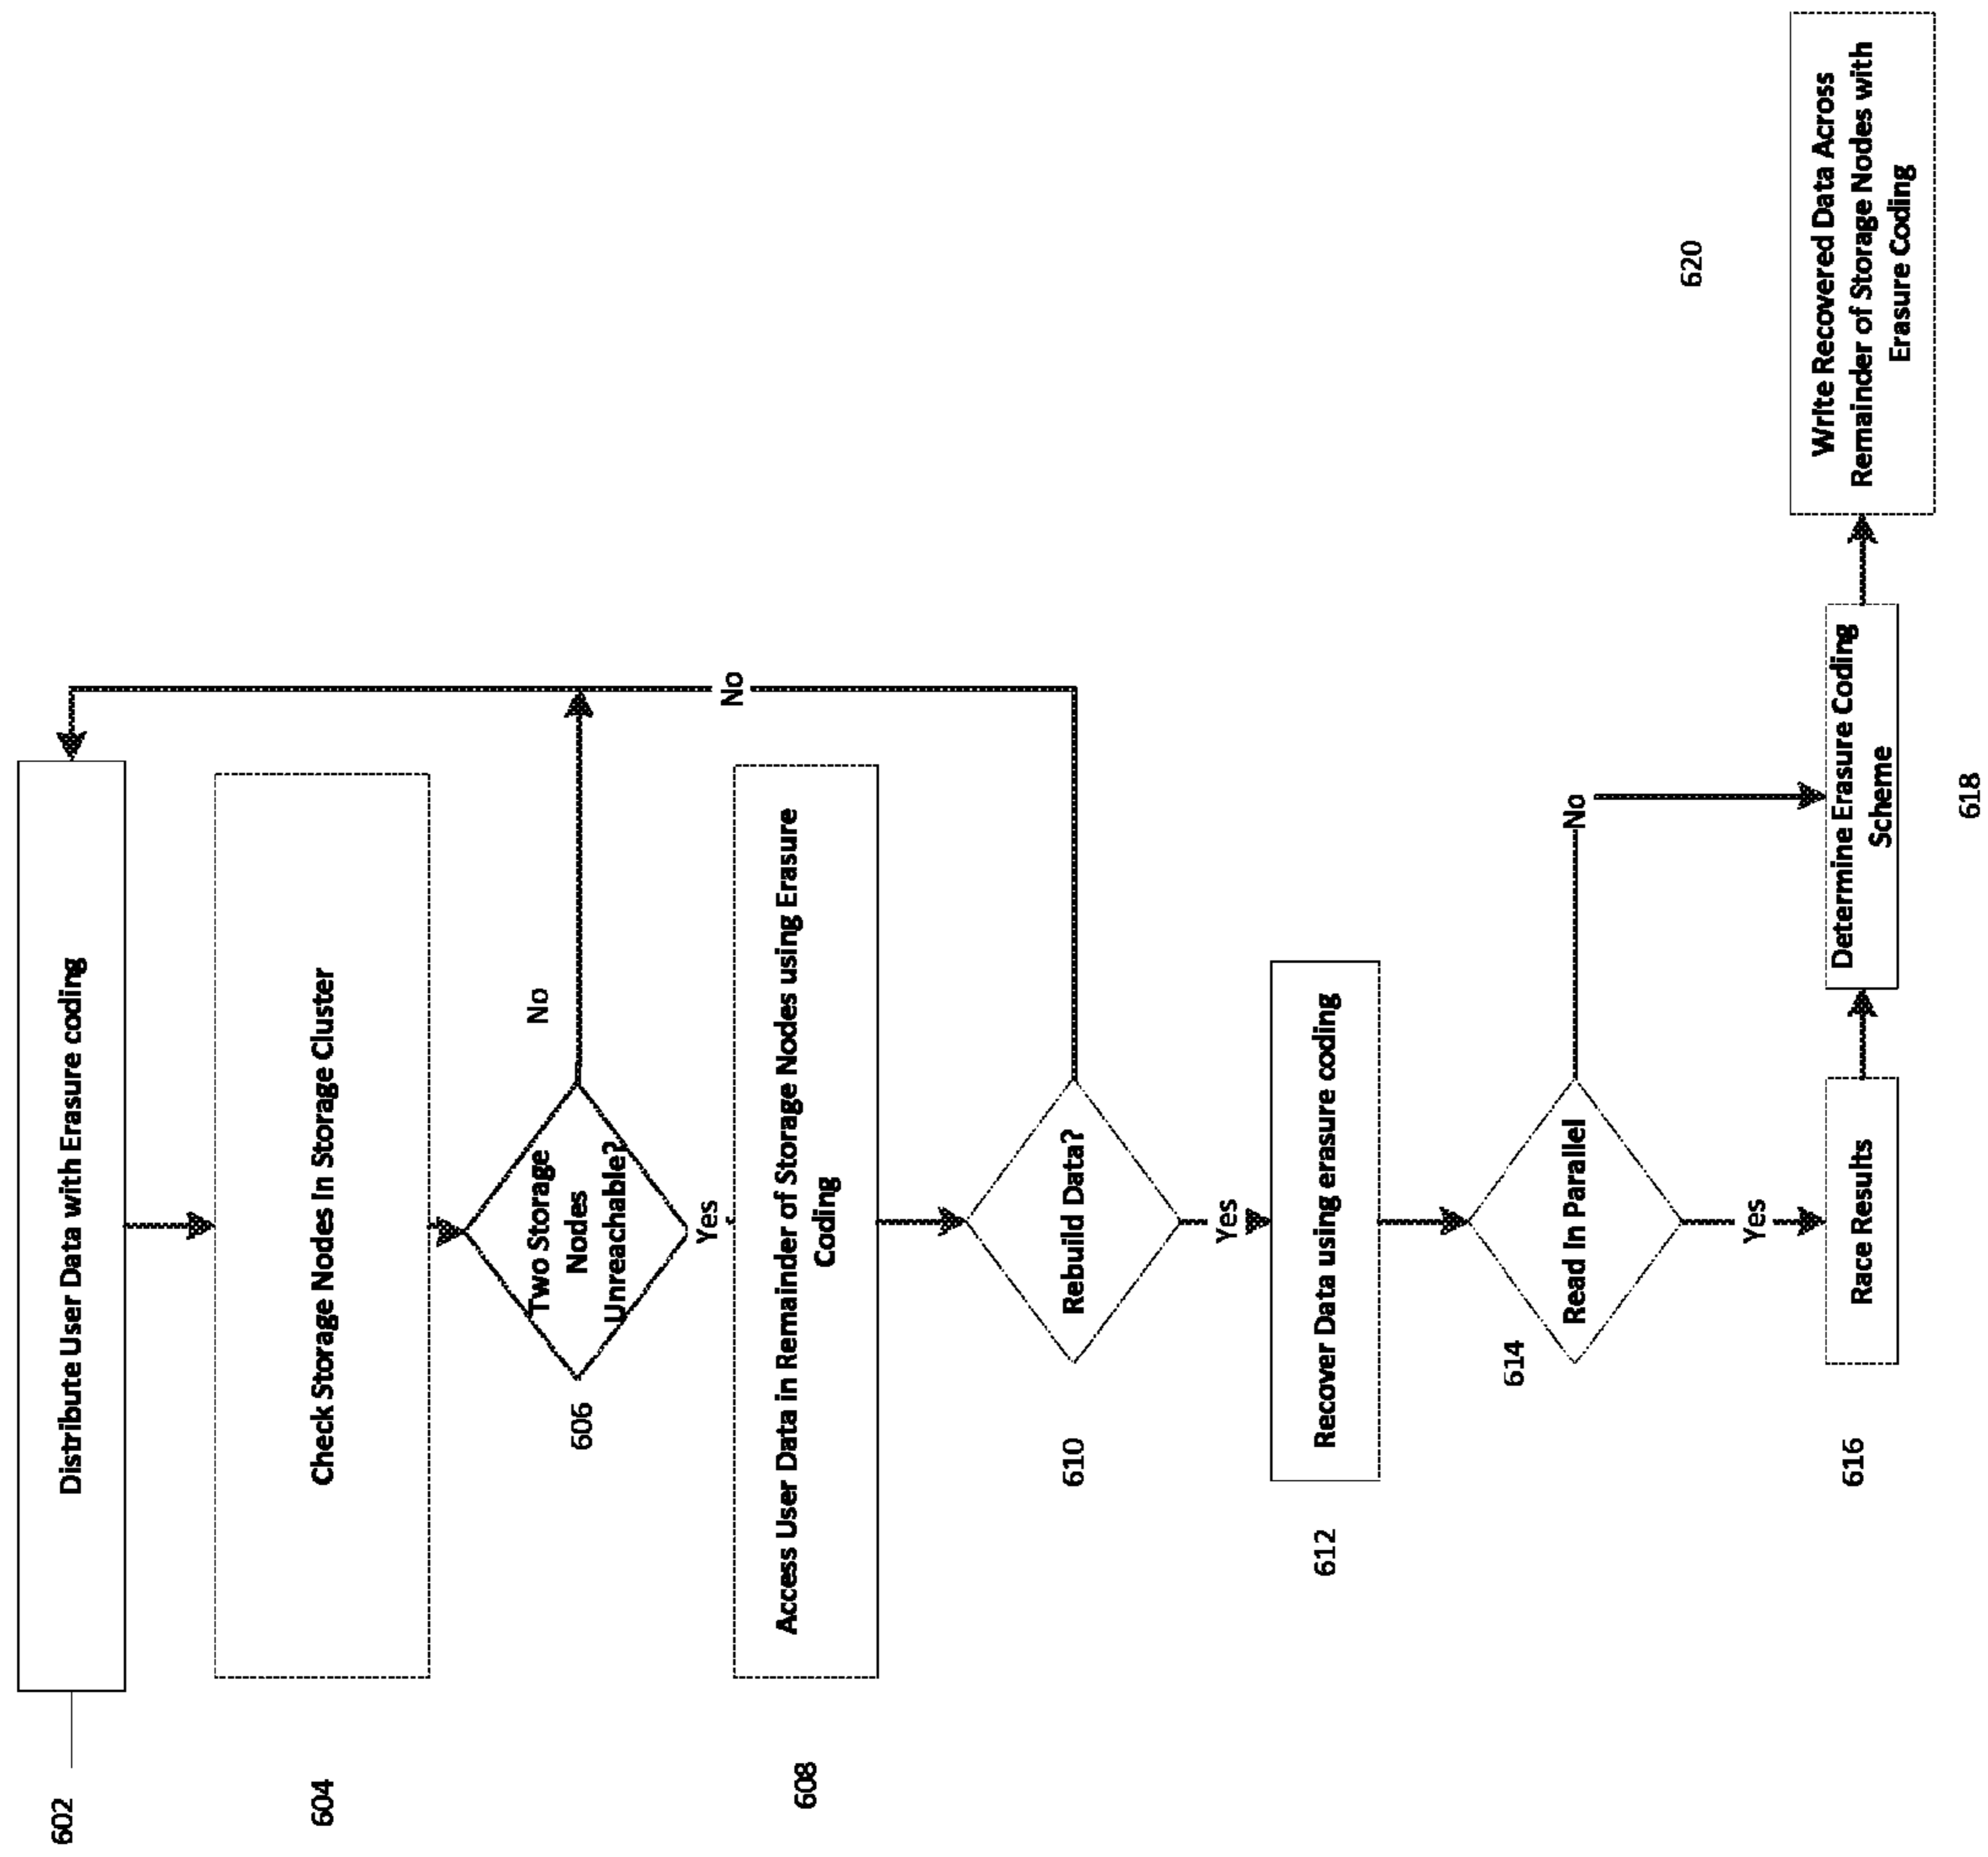 602
Distribute User Data with Erasure coding
604
Check Storage Nodes In Storage Cluster
606
Two Storage
Nodes
Unreachable?
No
Yes
608
Access User Data in Remainder of Storage Nodes using Erasure
Coding
610
Rebuild Data?
No
Yes
612
Recover Data using erasure coding
614
Read In Parallel
No
Yes
616
Race Results
Determine Erasure Coding
Scheme
618
620
Write Recovered Data Across
Remainder of Storage Nodes with
Erasure Coding